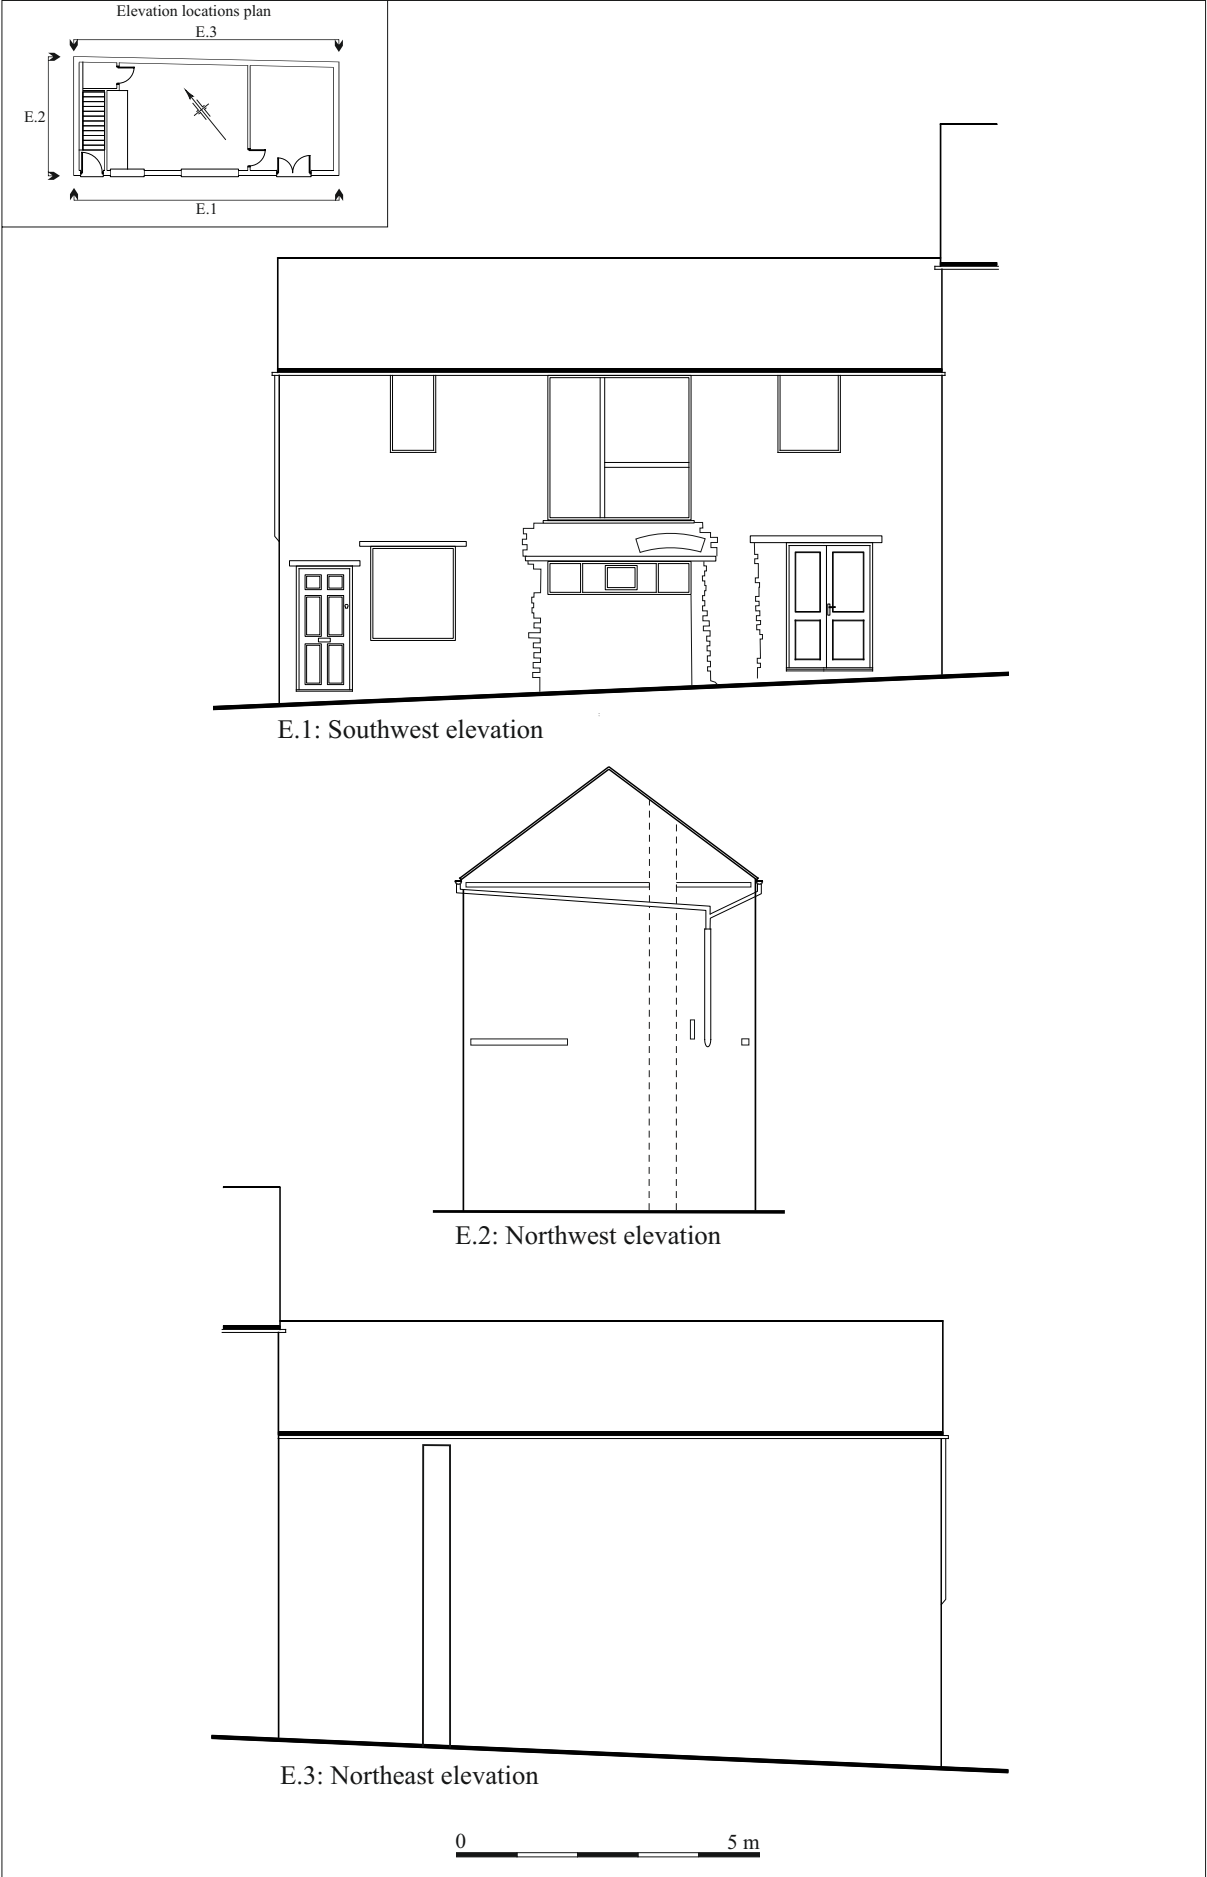 Elevation locations plan
E.3
E.2
E.1
E.1: Southwest elevation
E.2: Northwest elevation
E.3: Northeast elevation
0 5 m